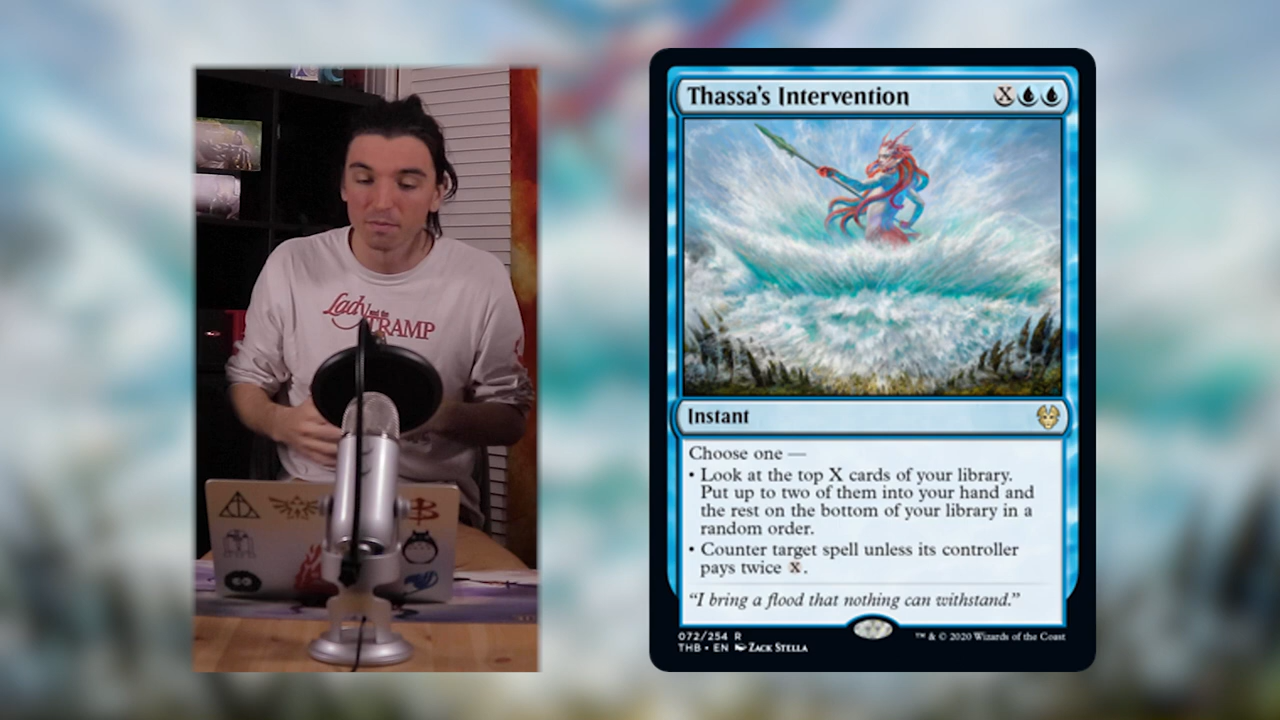 Lady and the
TRAMP
Thassa's Intervention
X
Instant
Choose one —
• Look at the top X cards of your library.
Put up to two of them into your hand and
the rest on the bottom of your library in a
random order.
• Counter target spell unless its controller
pays twice X.
“I bring a flood that nothing can withstand.”
072/254 R
THB • EN ZACK STELLA
™ & © 2020 Wizards of the Coast